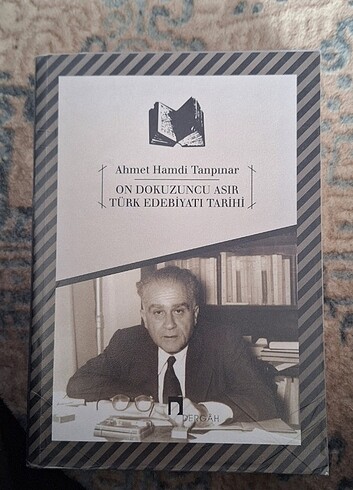 Ahmet Hamdi Tanpınar
ON DOKUZUNCU ASIR
TÜRK EDEBİYATI TARİHİ
DERGÂH